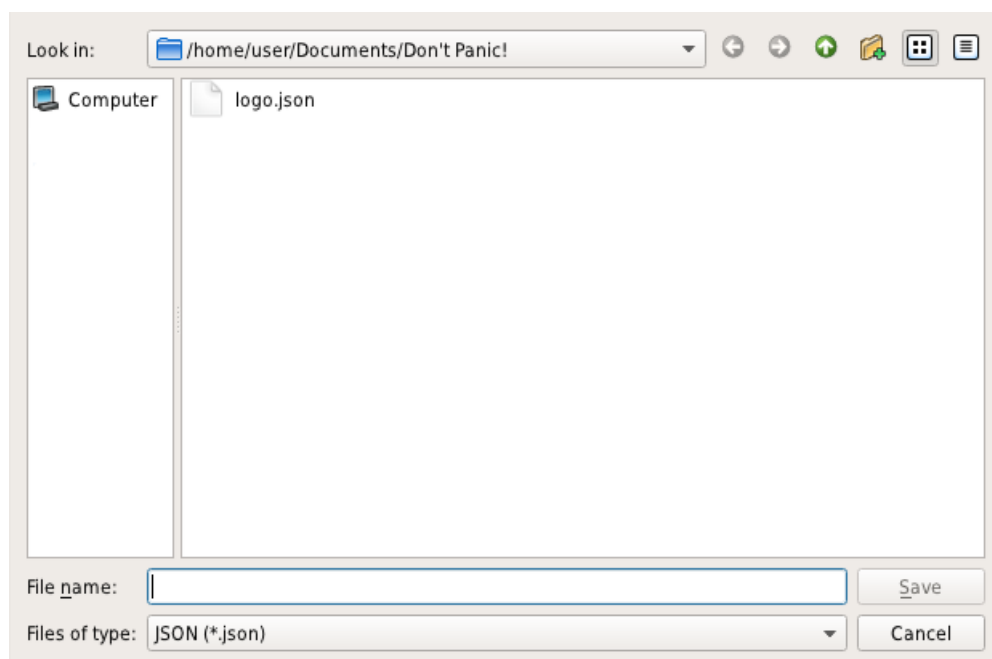 Look in: /home/user/Documents/Don't Panic!
Computer
logo.json
File name: Save
Files of type: JSON (*.json) Cancel